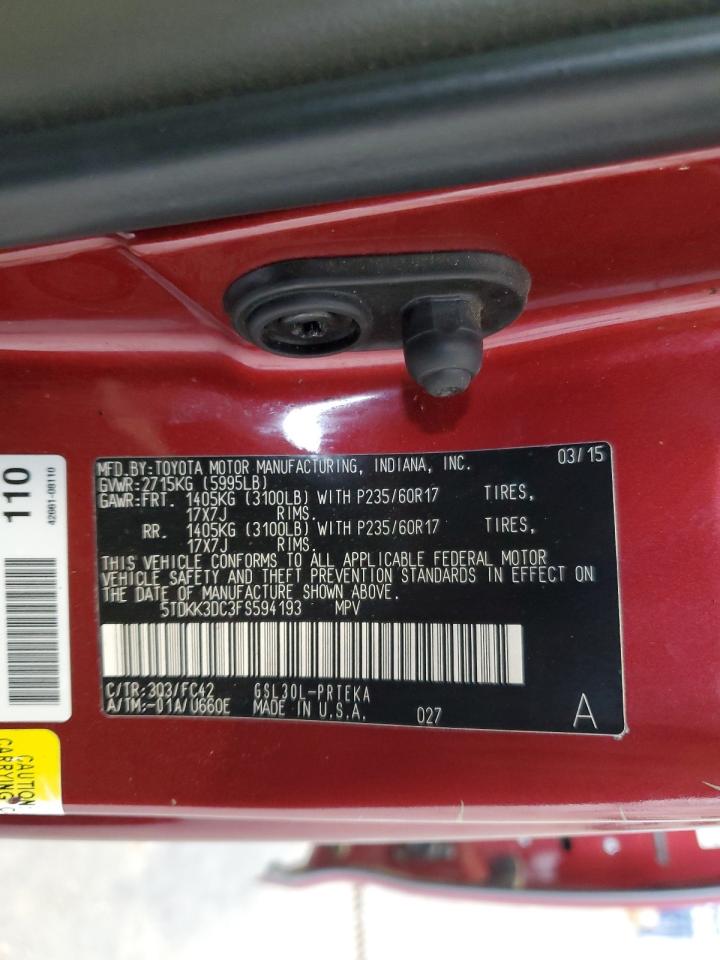 MFD.BY:TOYOTA MOTOR MANUFACTURING, INDIANA, INC. 03/15
GVWR:2715KG (5995LB)
GAWR:FRT. 1405KG (3100LB) WITH P235/60R17 TIRES,
17X7J RIMS.
RR. 1405KG (3100LB) WITH P235/60R17 TIRES,
17X7J RIMS.
THIS VEHICLE CONFORMS TO ALL APPLICABLE FEDERAL MOTOR
VEHICLE SAFETY AND THEFT PREVENTION STANDARDS IN EFFECT ON
THE DATE OF MANUFACTURE SHOWN ABOVE.
5TDKK3DC3FS594193 MPV
C/TR:3Q3/FC42 GSL30L-PRTEKA
A/TM:-01A/U660E MADE IN U.S.A. 027 A
110
42661-08110
CAUTION
CARRYING C